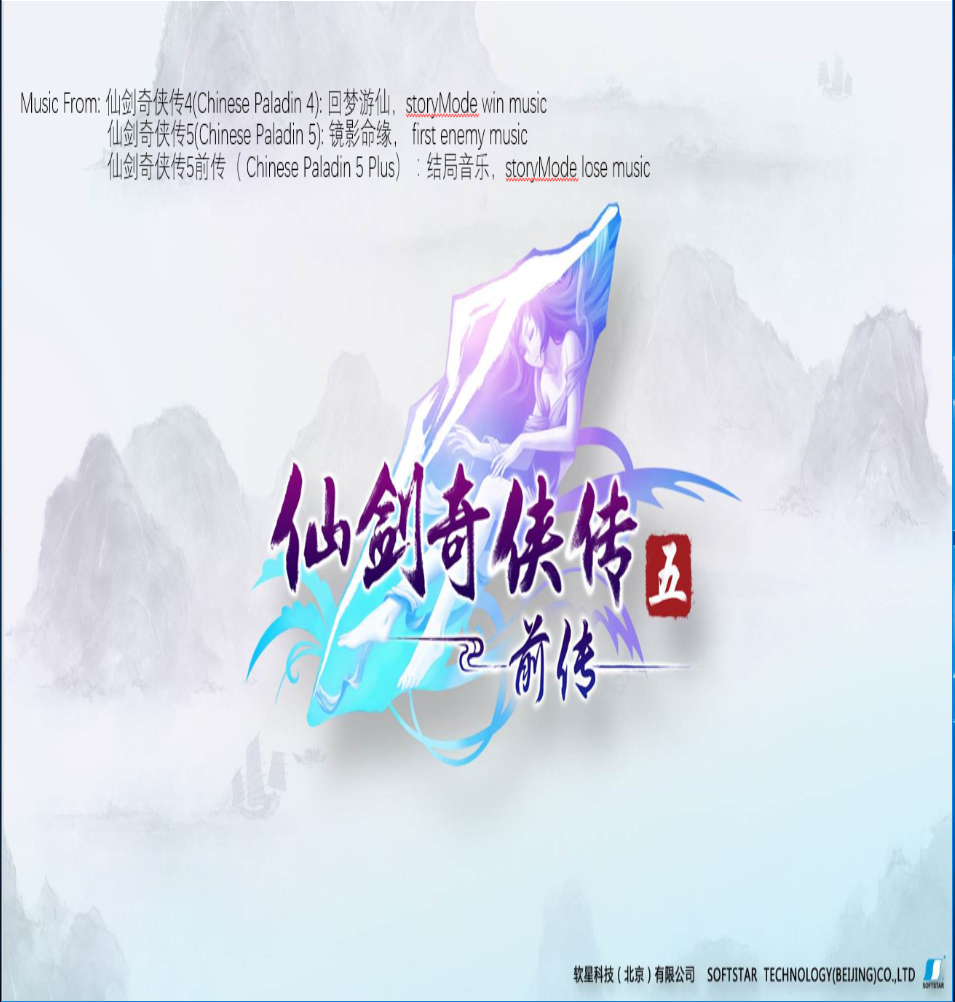 Music From: 仙剑奇侠传4(Chinese Paladin 4): 回梦游仙，storyMode win music
仙剑奇侠传5(Chinese Paladin 5): 镜影命缘， first enemy music
仙剑奇侠传5前传（Chinese Paladin 5 Plus）：结局音乐，storyMode lose music
仙剑奇侠传 五
前传
软星科技（北京）有限公司 SOFTSTAR TECHNOLOGY(BEIJING)CO.,LTD
SOFTSTAR